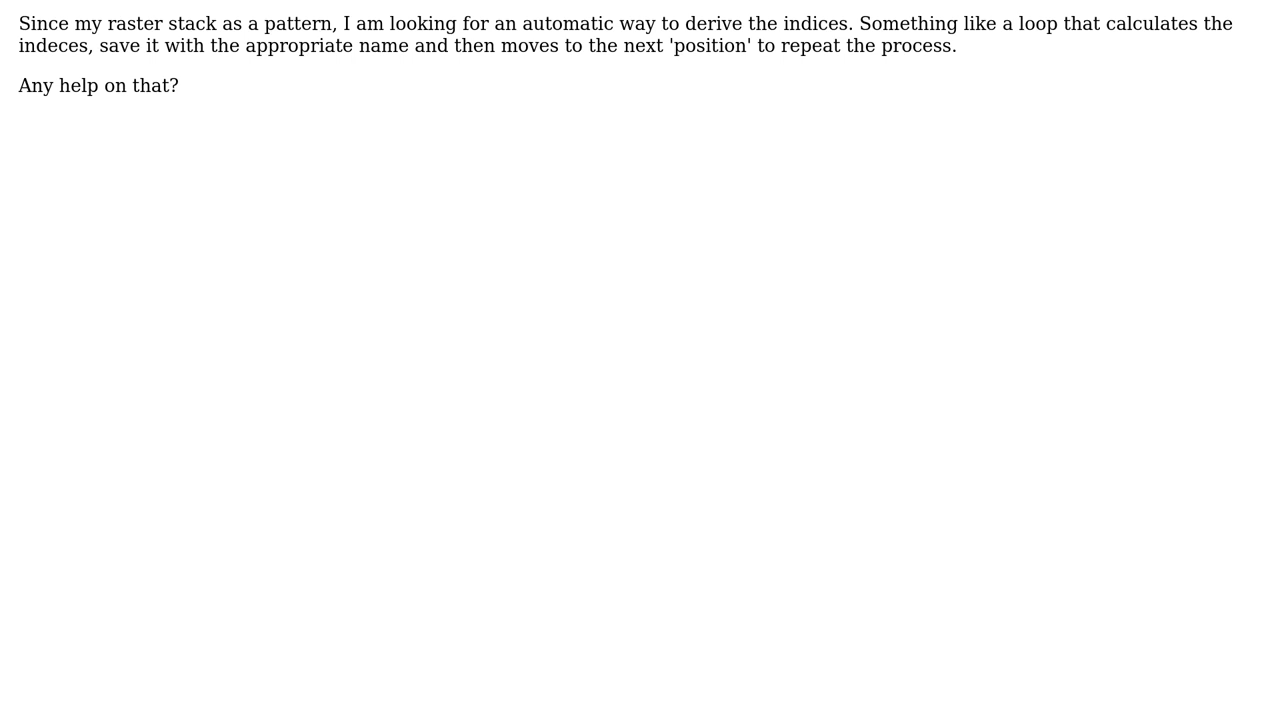 Since my raster stack as a pattern, I am looking for an automatic way to derive the indices. Something like a loop that calculates the
indeces, save it with the appropriate name and then moves to the next 'position' to repeat the process.
Any help on that?